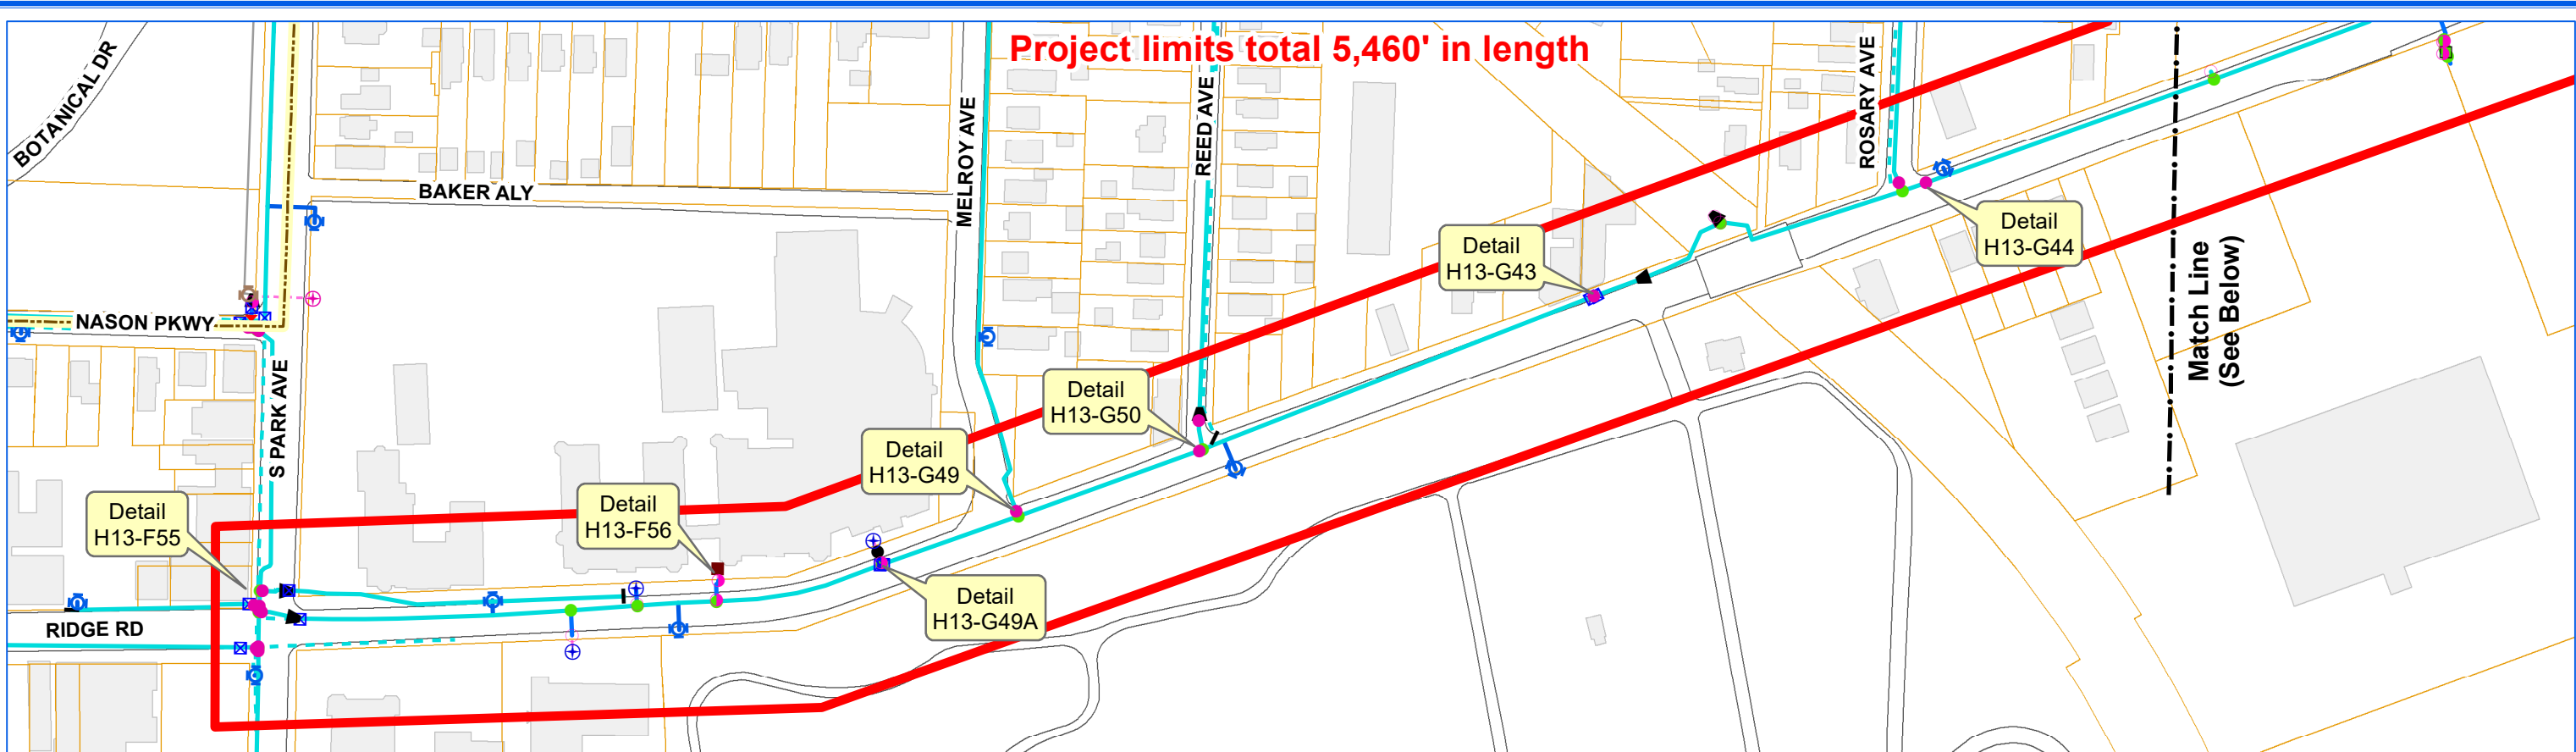 Project limits total 5,460' in length
BOTANICAL DR
BAKER ALY
MELROY AVE
REED AVE
ROSARY AVE
NASON PKWY
S PARK AVE
RIDGE RD
Detail
H13-F55
Detail
H13-F56
Detail
H13-G49
Detail
H13-G49A
Detail
H13-G50
Detail
H13-G43
Detail
H13-G44
Match Line
(See Below)